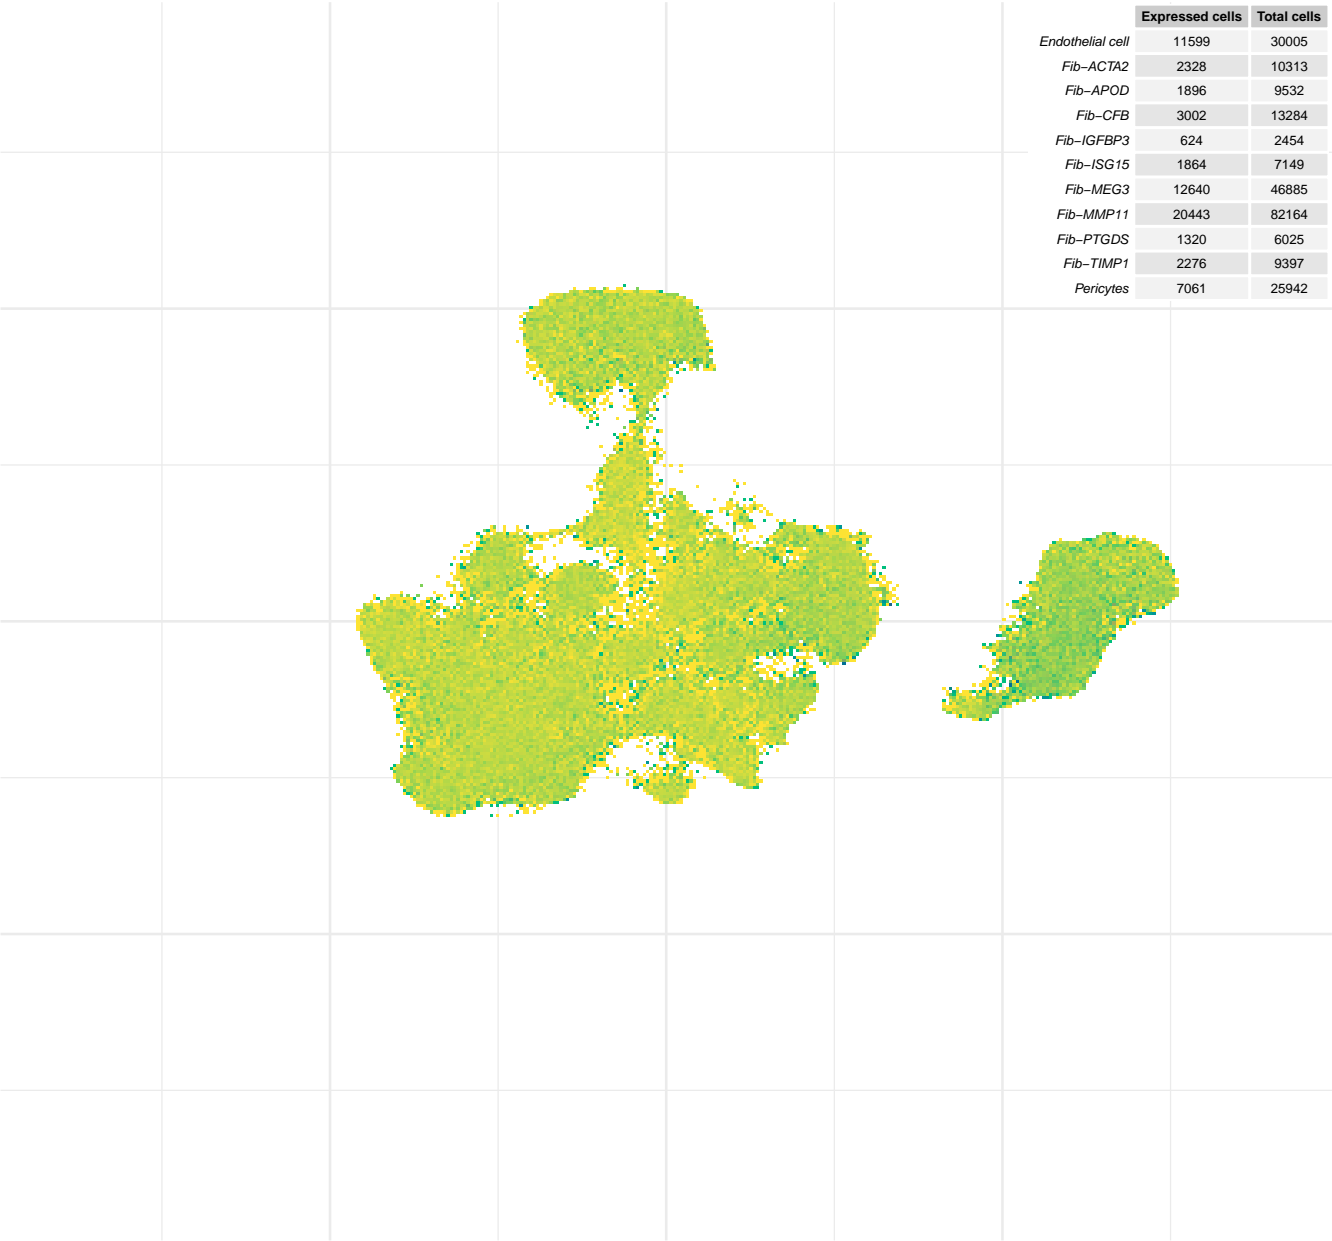 Expressed cells Total cells
Endothelial cell 11599 30005
Fib−ACTA2 2328 10313
Fib−APOD 1896 9532
Fib−CFB 3002 13284
Fib−IGFBP3 624 2454
Fib−ISG15 1864 7149
Fib−MEG3 12640 46885
Fib−MMP11 20443 82164
Fib−PTGDS 1320 6025
Fib−TIMP1 2276 9397
Pericytes 7061 25942